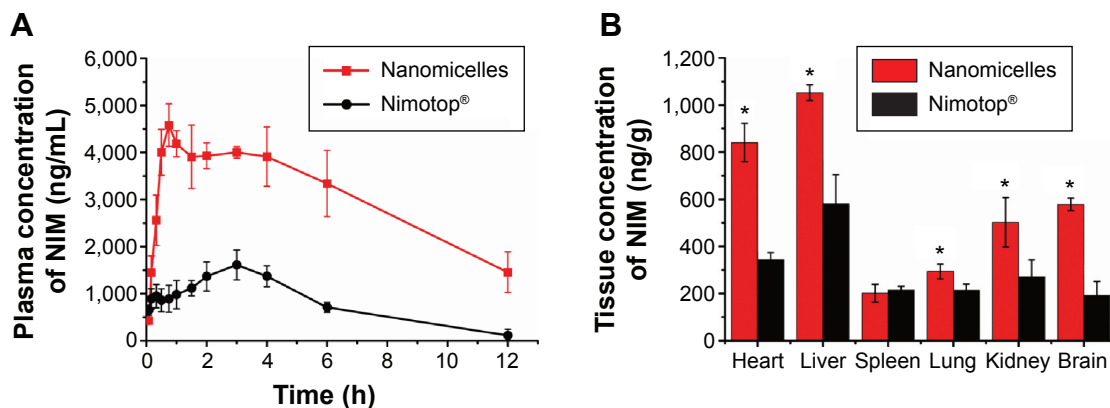 A
Plasma concentration
of NIM (ng/mL)
6,000
5,000
4,000
3,000
2,000
1,000
0
Nanomicelles
Nimotop®
0 2 4 6 8 10 12
Time (h)
B
Tissue concentration
of NIM (ng/g)
1,200
1,000
800
600
400
200
0
Nanomicelles
Nimotop®
* * * * *
Heart Liver Spleen Lung Kidney Brain